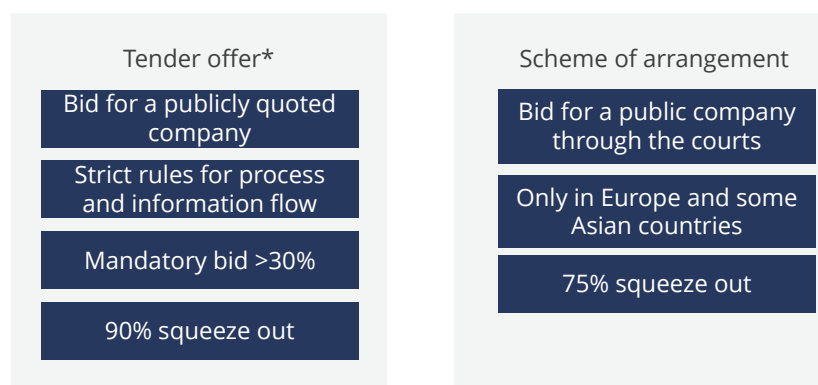 Tender offer*
Bid for a publicly quoted
company
Strict rules for process
and information flow
Mandatory bid >30%
90% squeeze out
Scheme of arrangement
Bid for a public company
through the courts
Only in Europe and some
Asian countries
75% squeeze out